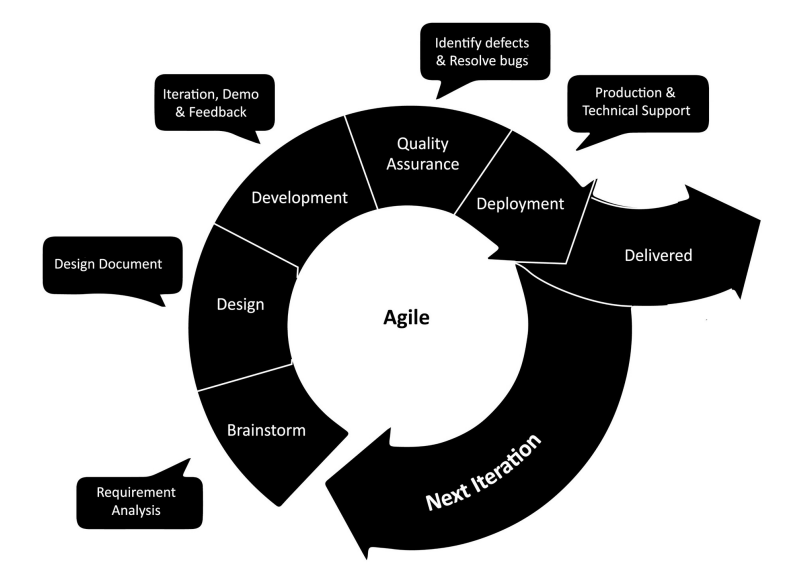 Identify defects
& Resolve bugs
Iteration, Demo
& Feedback
Production &
Technical Support
Quality
Assurance
Development
Deployment
Delivered
Design Document
Design
Agile
Brainstorm
Next Iteration
Requirement
Analysis